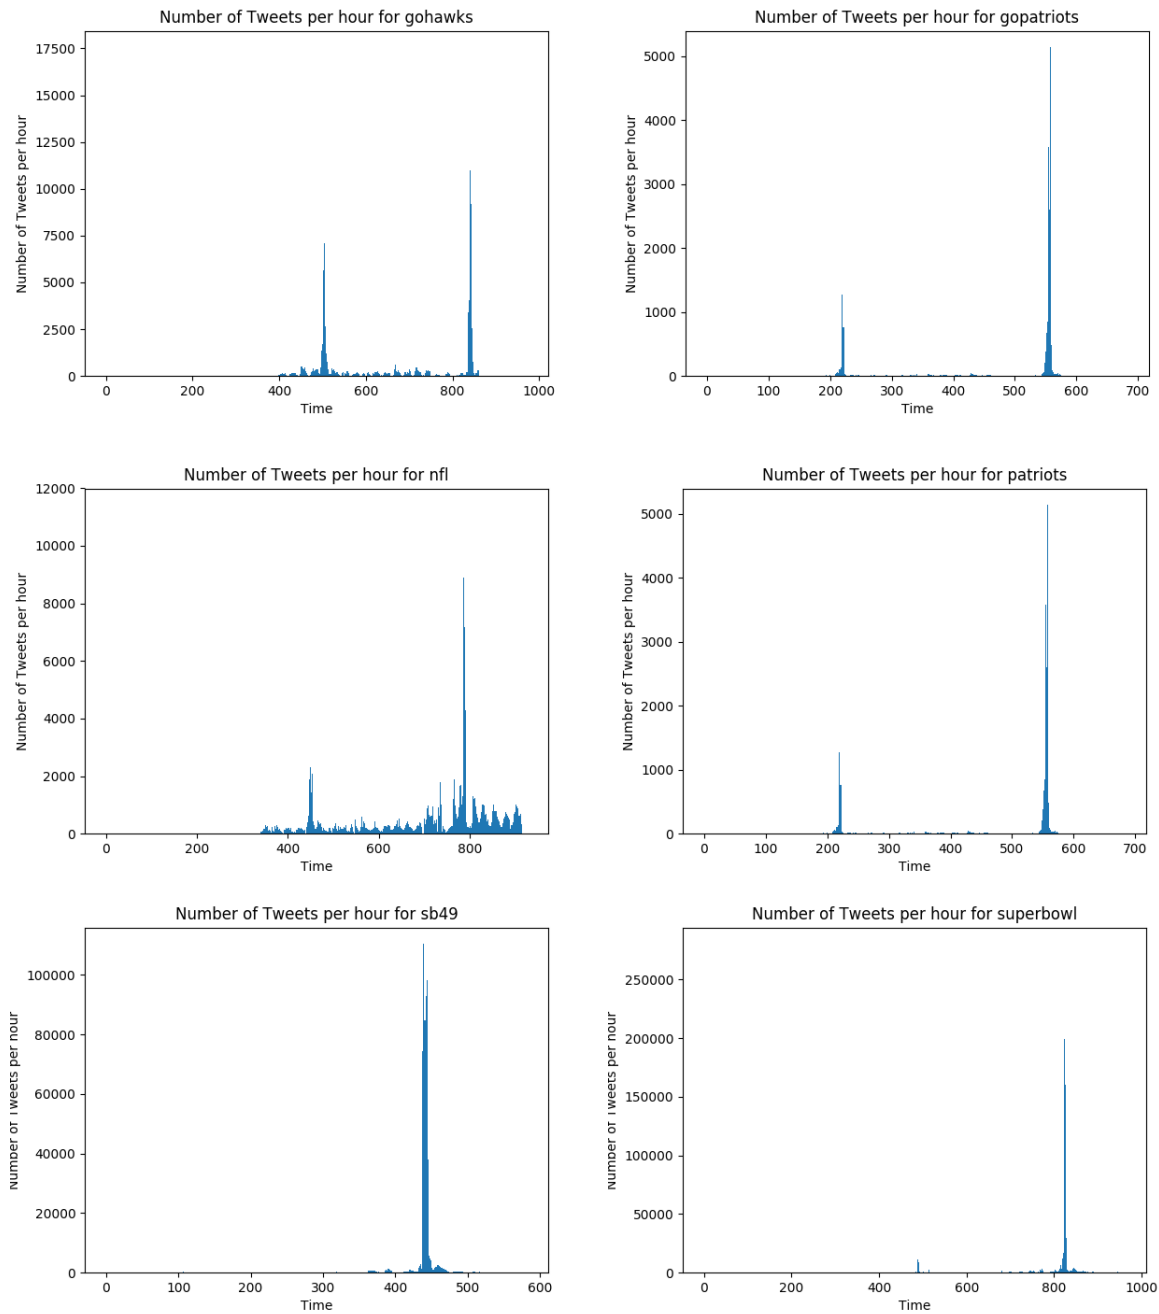 Number of Tweets per hour for gohawks
Number of Tweets per hour
17500
15000
12500
10000
7500
5000
2500
0
0 200 400 600 800 1000
Time
Number of Tweets per hour for gopatriots
Number of Tweets per hour
5000
4000
3000
2000
1000
0
0 100 200 300 400 500 600 700
Time
Number of Tweets per hour for nfl
Number of Tweets per hour
12000
10000
8000
6000
4000
2000
0
0 200 400 600 800
Time
Number of Tweets per hour for patriots
Number of Tweets per hour
5000
4000
3000
2000
1000
0
0 100 200 300 400 500 600 700
Time
Number of Tweets per hour for sb49
Number of Tweets per hour
100000
80000
60000
40000
20000
0
0 100 200 300 400 500 600
Time
Number of Tweets per hour for superbowl
Number of Tweets per hour
250000
200000
150000
100000
50000
0
0 200 400 600 800 1000
Time